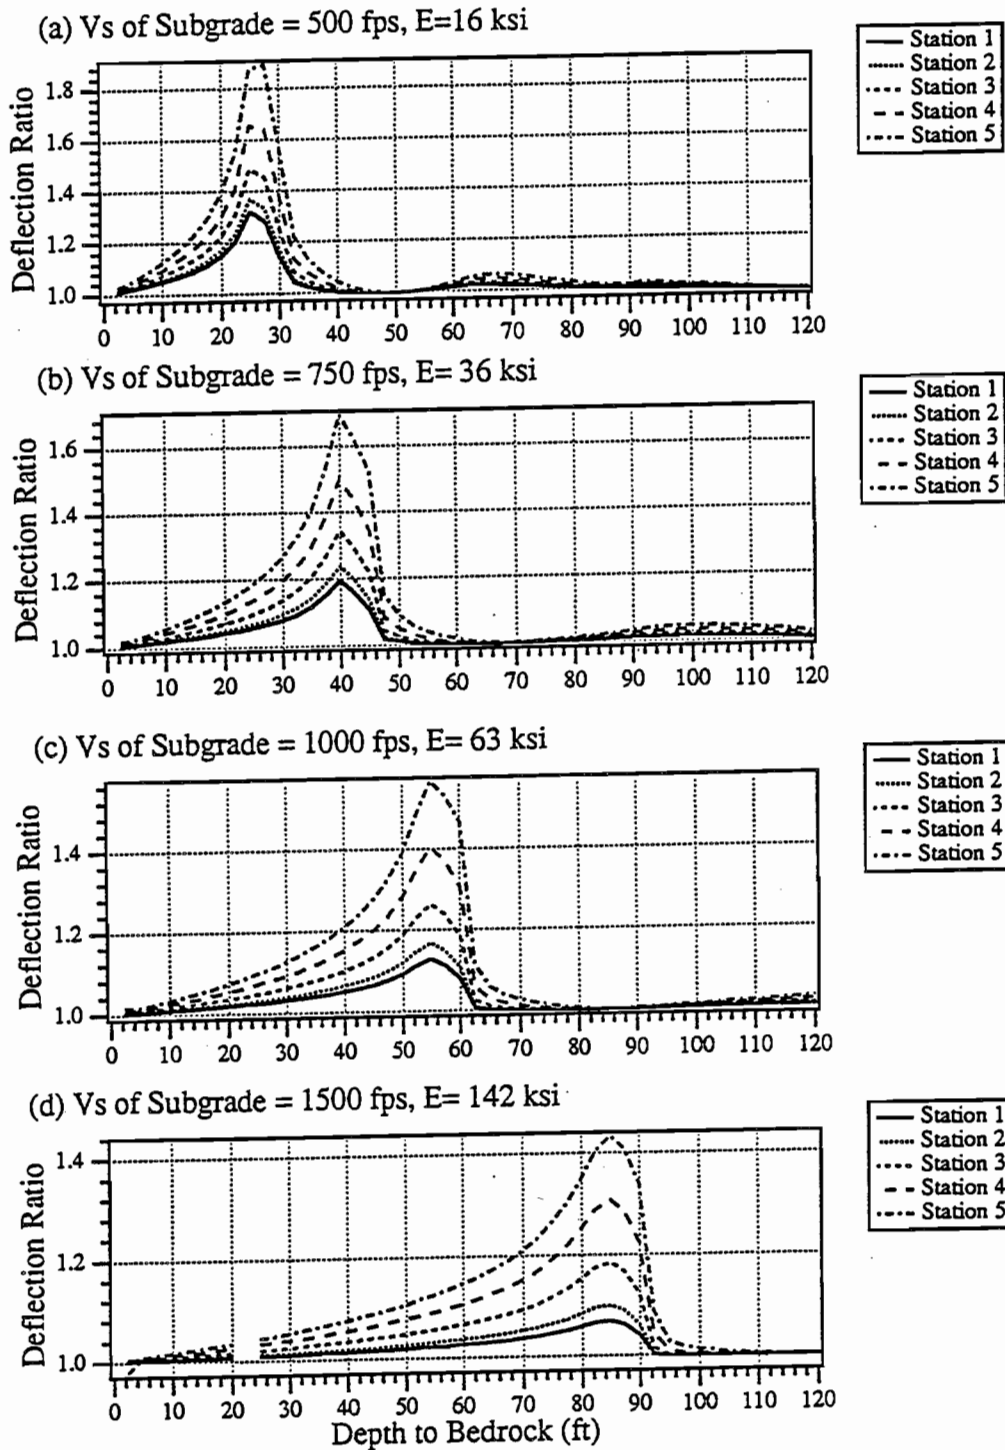 (a) Vs of Subgrade = 500 fps, E=16 ksi
Deflection Ratio
1.8
1.6
1.4
1.2
1.0
0 10 20 30 40 50 60 70 80 90 100 110 120
Station 1
Station 2
Station 3
Station 4
Station 5
(b) Vs of Subgrade = 750 fps, E= 36 ksi
Deflection Ratio
1.6
1.4
1.2
1.0
0 10 20 30 40 50 60 70 80 90 100 110 120
Station 1
Station 2
Station 3
Station 4
Station 5
(c) Vs of Subgrade = 1000 fps, E= 63 ksi
Deflection Ratio
1.4
1.2
1.0
0 10 20 30 40 50 60 70 80 90 100 110 120
Station 1
Station 2
Station 3
Station 4
Station 5
(d) Vs of Subgrade = 1500 fps, E= 142 ksi
Deflection Ratio
1.4
1.2
1.0
0 10 20 30 40 50 60 70 80 90 100 110 120
Depth to Bedrock (ft)
Station 1
Station 2
Station 3
Station 4
Station 5